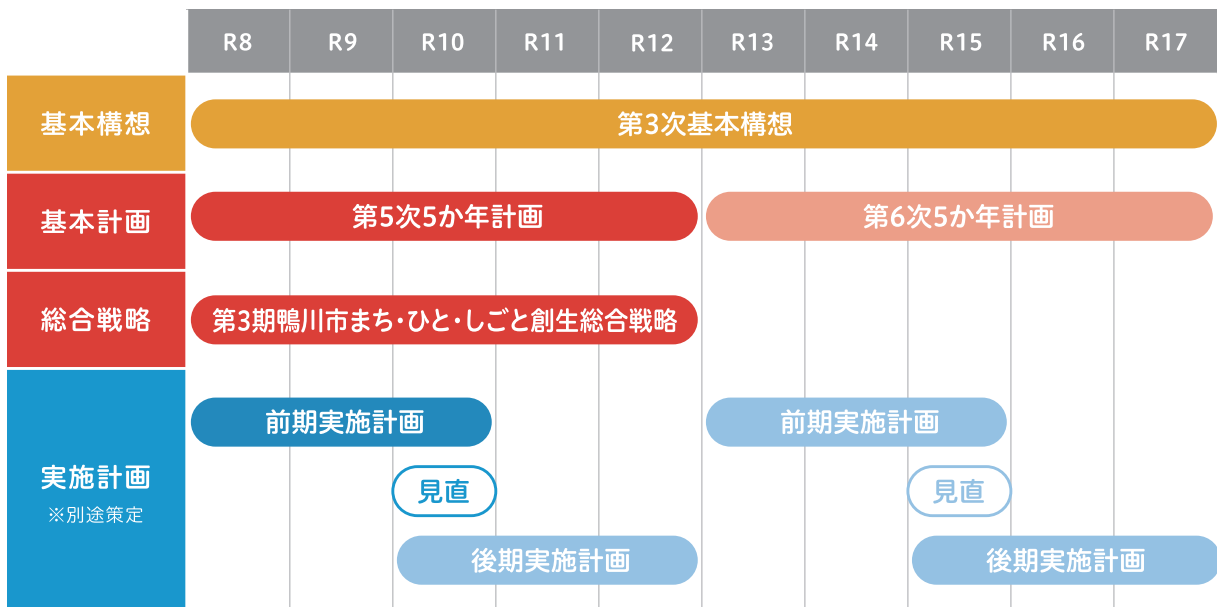 R8 R9 R10 R11 R12 R13 R14 R15 R16 R17
基本構想
第3次基本構想
基本計画
第5次5か年計画 第6次5か年計画
総合戦略
第3期鴨川市まち・ひと・しごと創生総合戦略
実施計画
※別途策定
前期実施計画 前期実施計画
見直 見直
後期実施計画 後期実施計画